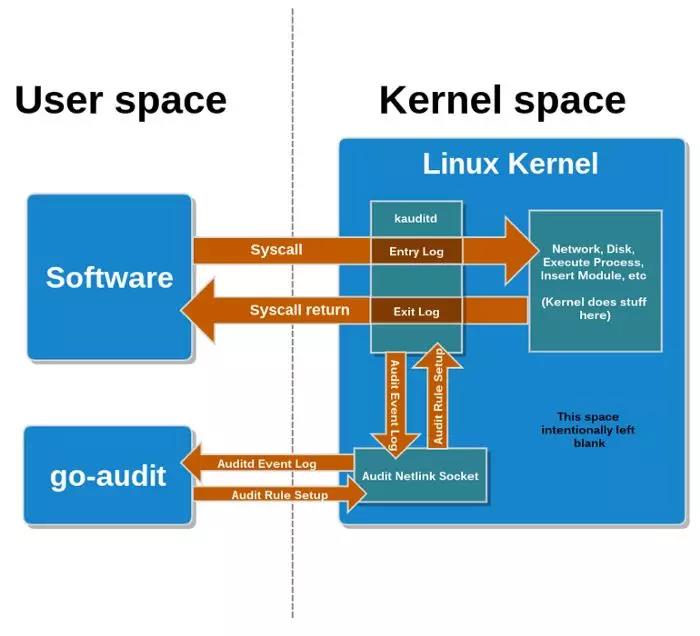 User space
Kernel space
Linux Kernel
kauditd
Software
Syscall
Entry Log
Network, Disk,
Execute Process,
Insert Module, etc
(Kernel does stuff
here)
Syscall return
Exit Log
Audit Event Log
Audit Rule Setup
This space
intentionally left
blank
go-audit
Auditd Event Log
Audit Rule Setup
Audit Netlink Socket